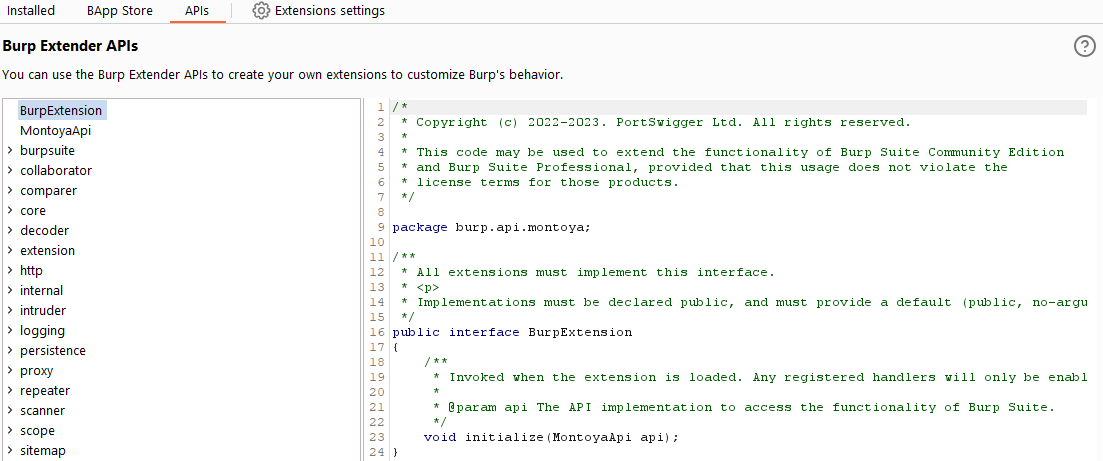 Installed BApp Store APIs Extensions settings
Burp Extender APIs
?
You can use the Burp Extender APIs to create your own extensions to customize Burp's behavior.
BurpExtension
MontoyaApi
burpsuite
collaborator
comparer
core
decoder
extension
http
internal
intruder
logging
persistence
proxy
repeater
scanner
scope
sitemap
1 /*
2 * Copyright (c) 2022-2023. PortSwigger Ltd. All rights reserved.
3 *
4 * This code may be used to extend the functionality of Burp Suite Community Edition
5 * and Burp Suite Professional, provided that this usage does not violate the
6 * license terms for those products.
7 */
8
9 package burp.api.montoya;
10
11 /**
12 * All extensions must implement this interface.
13 * <p>
14 * Implementations must be declared public, and must provide a default (public, no-argu
15 */
16 public interface BurpExtension
17 {
18 /**
19 * Invoked when the extension is loaded. Any registered handlers will only be enabl
20 *
21 * @param api The API implementation to access the functionality of Burp Suite.
22 */
23 void initialize(MontoyaApi api);
24 }